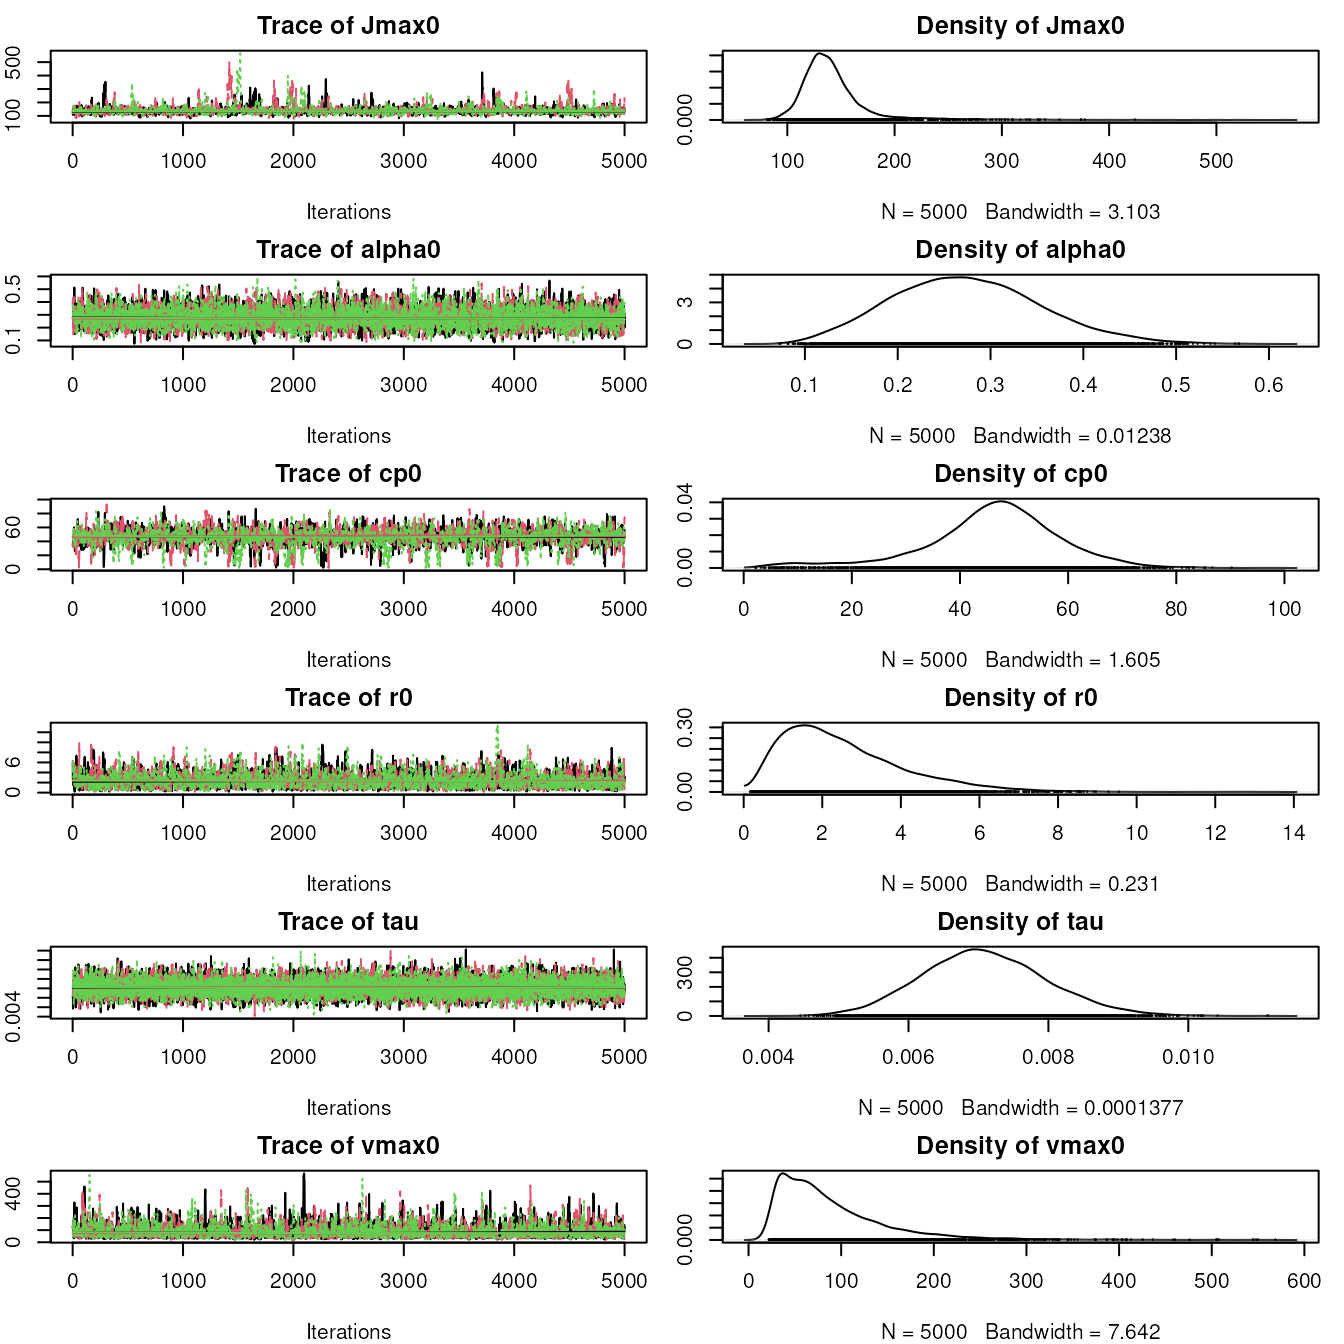 Trace of Jmax0
Density of Jmax0
100 500
0.000
0 1000 2000 3000 4000 5000
100 200 300 400 500
Iterations
N = 5000 Bandwidth = 3.103
Trace of alpha0
Density of alpha0
0.1 0.5
0 3
0 1000 2000 3000 4000 5000
0.1 0.2 0.3 0.4 0.5 0.6
Iterations
N = 5000 Bandwidth = 0.01238
Trace of cp0
Density of cp0
0 60
0.00 0.04
0 1000 2000 3000 4000 5000
0 20 40 60 80 100
Iterations
N = 5000 Bandwidth = 1.605
Trace of r0
Density of r0
0 6
0.00 0.30
0 1000 2000 3000 4000 5000
0 2 4 6 8 10 12 14
Iterations
N = 5000 Bandwidth = 0.231
Trace of tau
Density of tau
0.004
0 300
0 1000 2000 3000 4000 5000
0.004 0.006 0.008 0.010
Iterations
N = 5000 Bandwidth = 0.0001377
Trace of vmax0
Density of vmax0
0 400
0.000
0 1000 2000 3000 4000 5000
0 100 200 300 400 500 600
Iterations
N = 5000 Bandwidth = 7.642